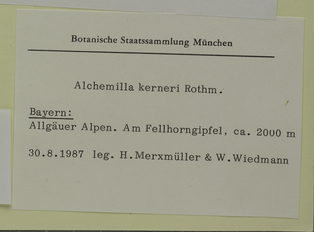 Botanische Staatssammlung München
Alchemilla kerneri Rothm.
Bayern:
Allgäuer Alpen. Am Fellhorngipfel, ca. 2000 m
30.8.1987 leg. H.Merxmüller & W.Wiedmann